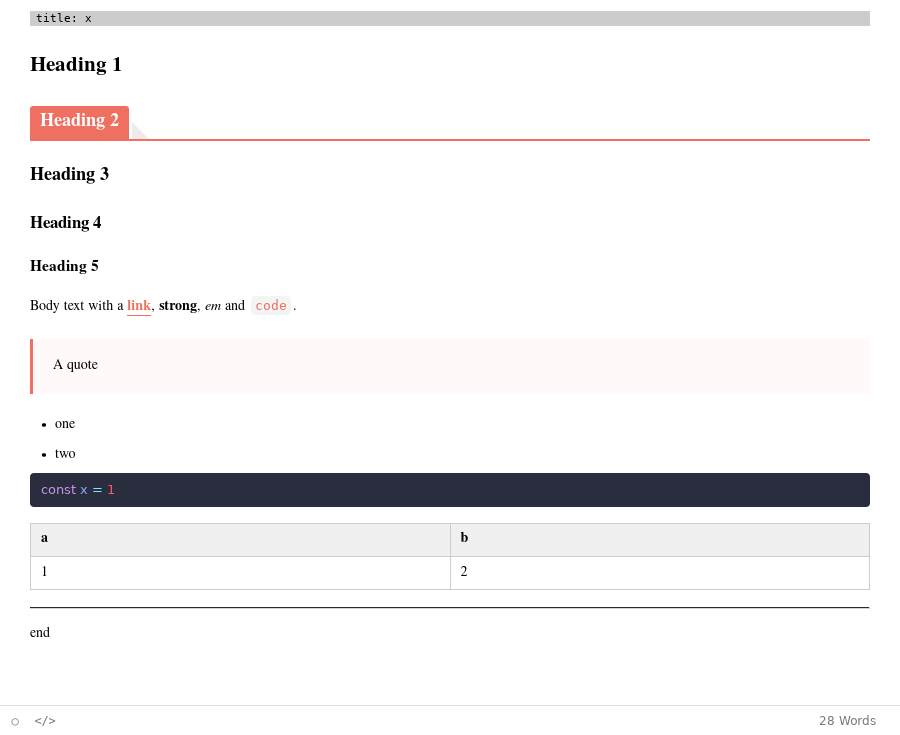 title: x
Heading 1
Heading 2
Heading 3
Heading 4
Heading 5
Body text with a link, strong, em and code.
A quote
• one
• two
const x = 1
a b
1 2
end
</> 28 Words